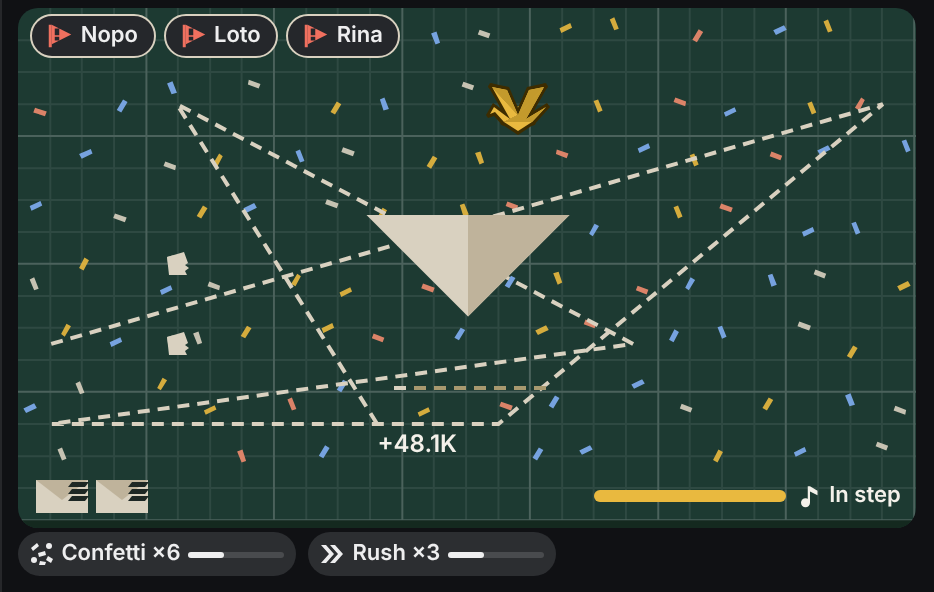 Nopo
Loto
Rina
+48.1K
In step
Confetti ×6
Rush ×3